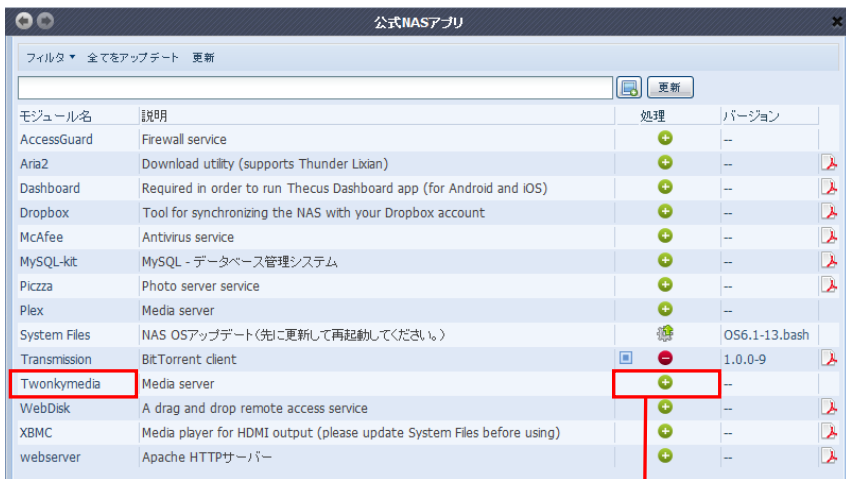 公式NASアプリ
フィルタ 全てをアップデート 更新
更新
モジュール名 説明 処理 バージョン
AccessGuard Firewall service --
Aria2 Download utility (supports Thunder Lixian) --
Dashboard Required in order to run Thecus Dashboard app (for Android and iOS) --
Dropbox Tool for synchronizing the NAS with your Dropbox account --
McAfee Antivirus service --
MySQL-kit MySQL - データベース管理システム --
Piczza Photo server service --
Plex Media server --
System Files NAS OSアップデート(先に更新して再起動してください。) OS6.1-13.bash
Transmission BitTorrent client 1.0.0-9
Twonkymedia Media server --
WebDisk A drag and drop remote access service --
XBMC Media player for HDMI output (please update System Files before using) --
webserver Apache HTTPサーバー --